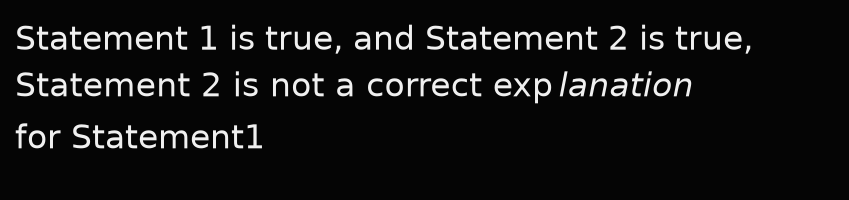 Statement 1 is true, and Statement 2 is true,
Statement 2 is not a correct explanation
for Statement1